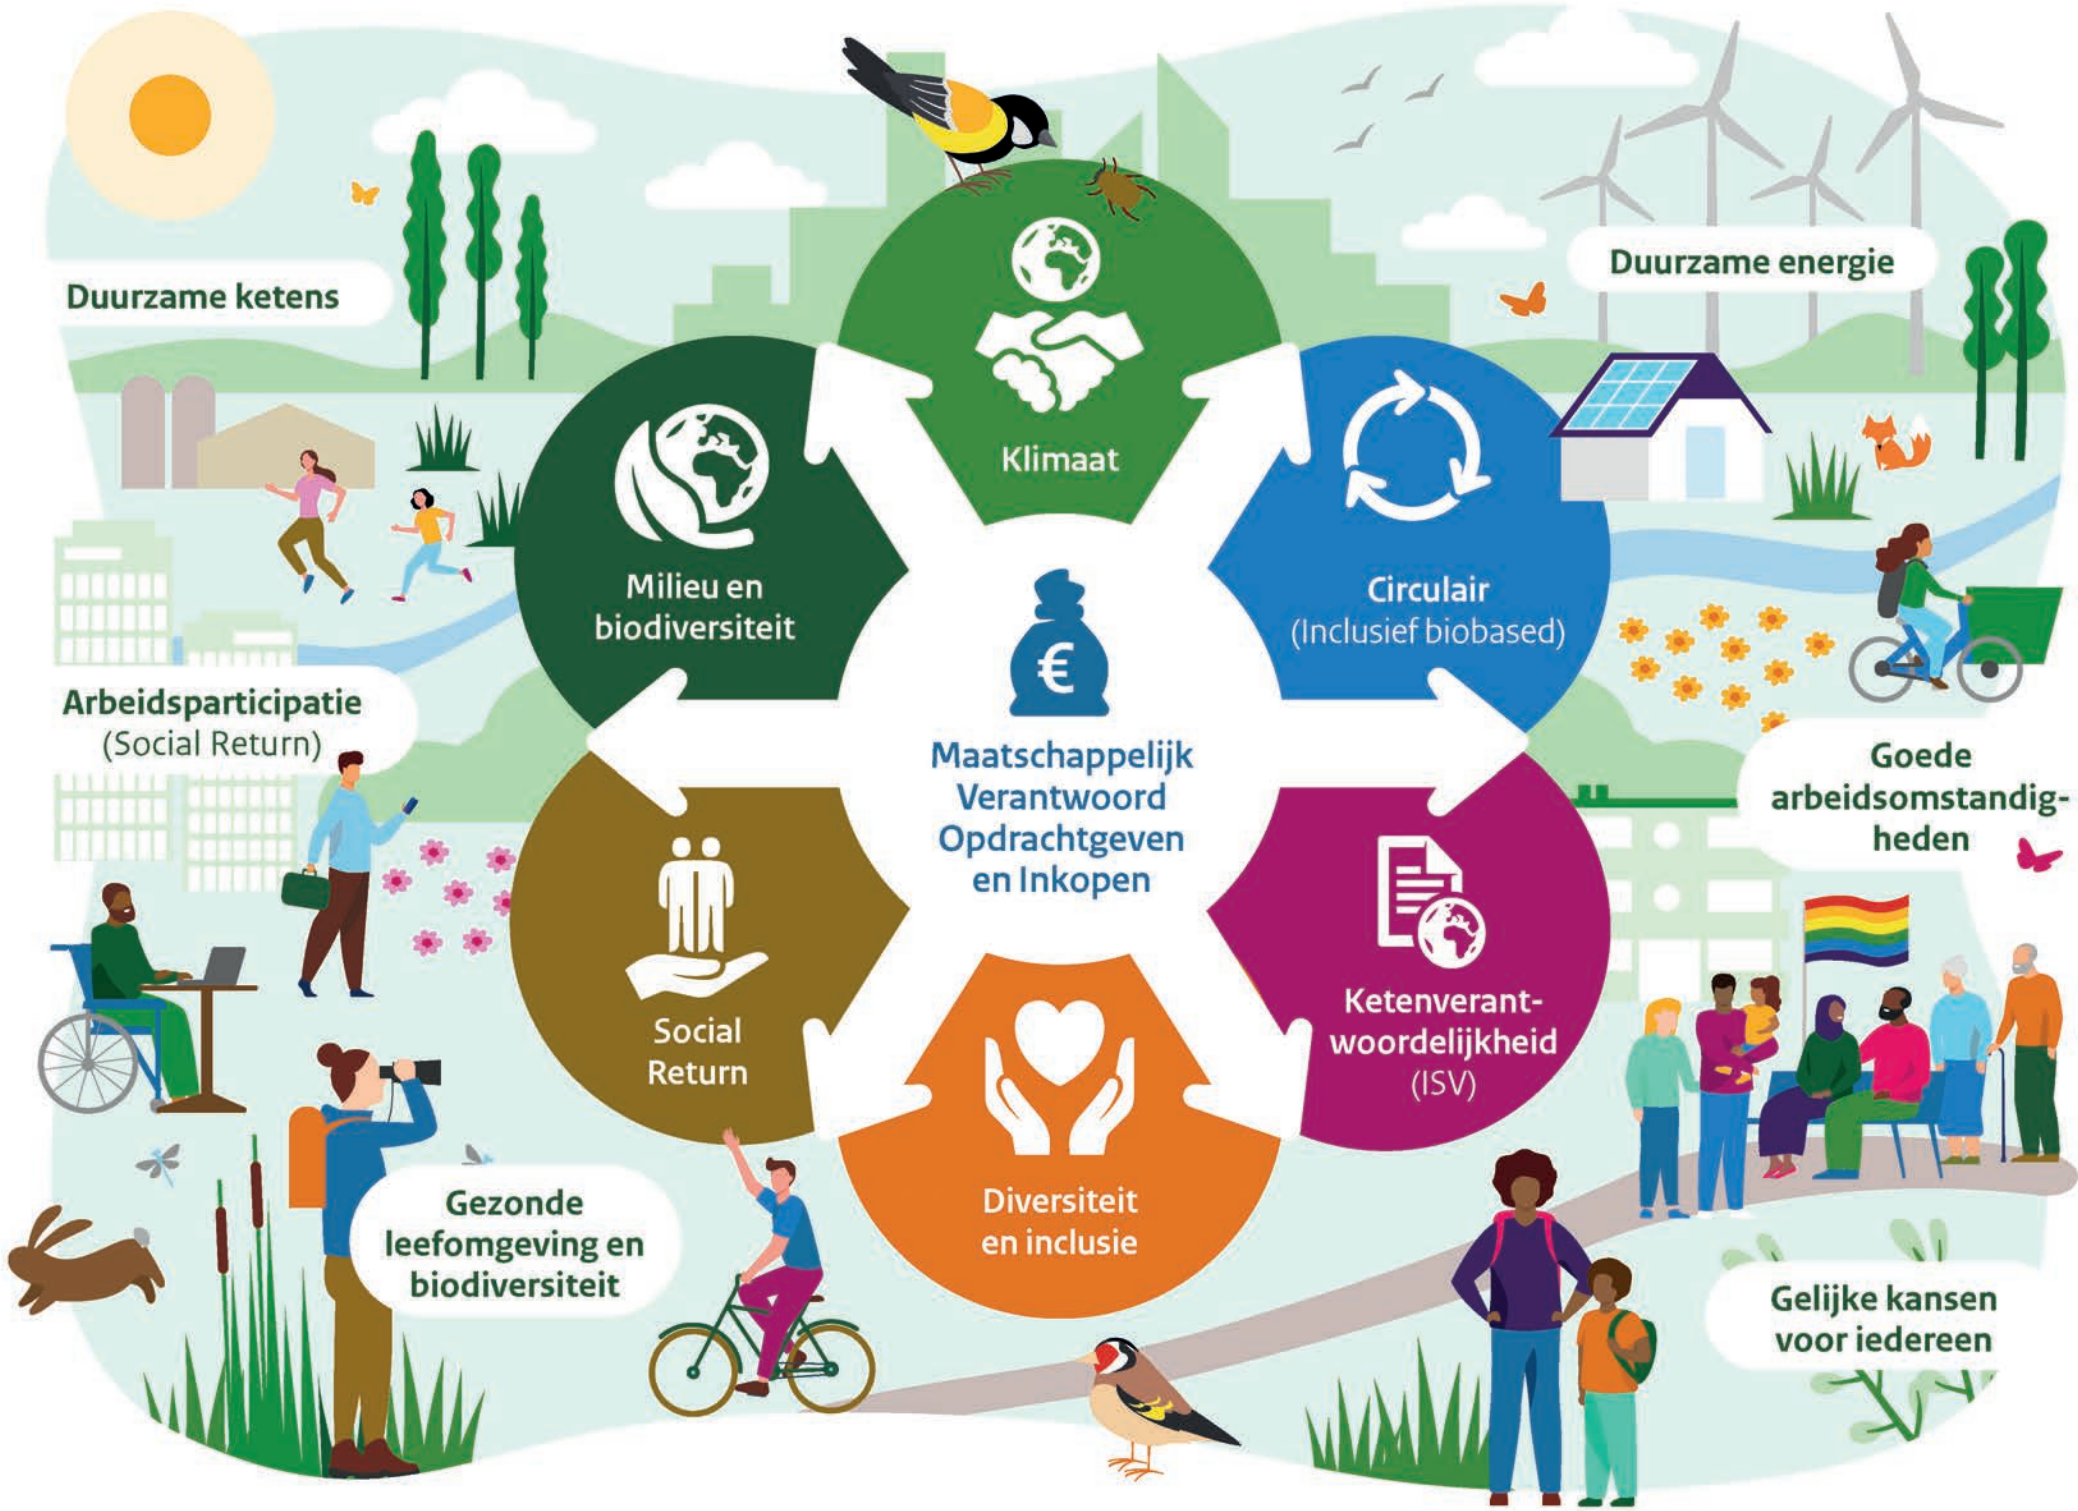 Duurzame ketens
Duurzame energie
Klimaat
Milieu en
biodiversiteit
Circulair
(Inclusief biobased)
Arbeidsparticipatie
(Social Return)
€
Maatschappelijk
Verantwoord
Opdrachtgeven
en Inkopen
Goede
arbeidsomstandig-
heden
Social
Return
Ketenverant-
woordelijkheid
(ISV)
Diversiteit
en inclusie
Gezonde
leefomgeving en
biodiversiteit
Gelijke kansen
voor iedereen